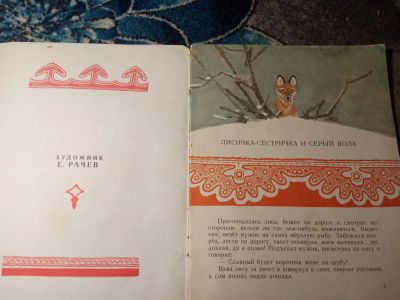 ХУДОЖНИК
Е. РАЧЕВ
ЛИСИЧКА-СЕСТРИЧКА И СЕРЫЙ ВОЛК
Проголодалась лиса, бежит по дороге и смотрит по
сторонам: нельзя ли где-нибудь поживиться. Видит
она: везёт мужик на санях мёрзлую рыбу. Забежала впе-
рёд, легла на дорогу, хвост откинула, ноги вытянула... ну,
дохлая, да и полно! Подъехал мужик, посмотрел на лису и
говорит:
— Славный будет воротник жене на шубу!
Взял лису за хвост и швырнул в сани, закрыл рогожею,
а сам пошёл подле лошади.